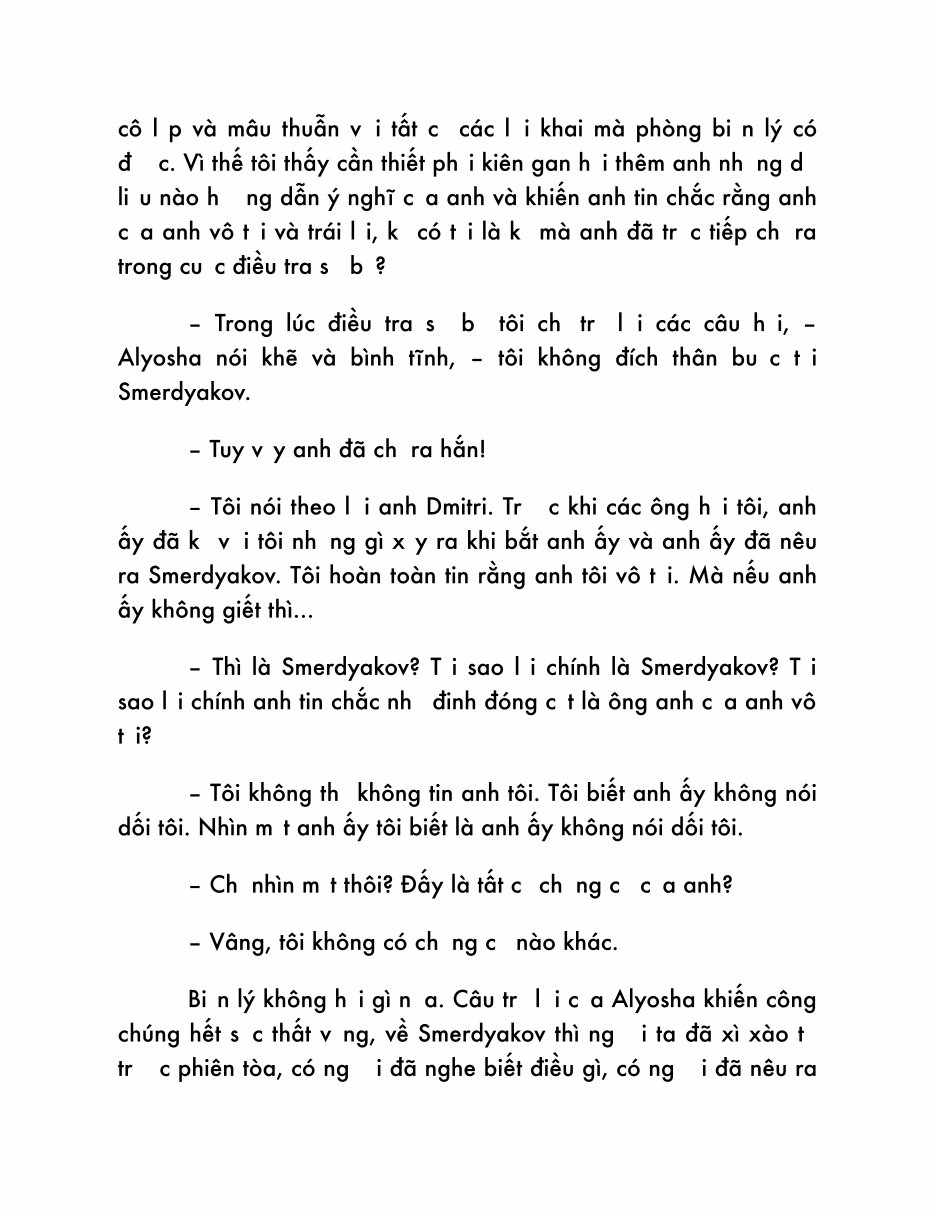 cô l p và mâu thuẫn v i tất c các l i khai mà phòng bi n lý có
đ c. Vì thế tôi thấy cần thiết ph i kiên gan h i thêm anh nh ng d
li u nào h ng dẫn ý nghĩ c a anh và khiến anh tin chắc rằng anh
c a anh vô t i và trái l i, k có t i là k mà anh đã tr c tiếp ch ra
trong cu c điều tra s b ?
– Trong lúc điều tra s b tôi ch tr l i các câu h i, –
Alyosha nói khẽ và bình tĩnh, – tôi không đích thân bu c t i
Smerdyakov.
– Tuy v y anh đã ch ra hắn!
– Tôi nói theo l i anh Dmitri. Tr c khi các ông h i tôi, anh
ấy đã k v i tôi nh ng gì x y ra khi bắt anh ấy và anh ấy đã nêu
ra Smerdyakov. Tôi hoàn toàn tin rằng anh tôi vô t i. Mà nếu anh
ấy không giết thì...
– Thì là Smerdyakov? T i sao l i chính là Smerdyakov? T i
sao l i chính anh tin chắc nh đinh đóng c t là ông anh c a anh vô
t i?
– Tôi không th không tin anh tôi. Tôi biết anh ấy không nói
dối tôi. Nhìn m t anh ấy tôi biết là anh ấy không nói dối tôi.
– Ch nhìn m t thôi? Đấy là tất c ch ng c c a anh?
– Vâng, tôi không có ch ng c nào khác.
Bi n lý không h i gì n a. Câu tr l i c a Alyosha khiến công
chúng hết s c thất v ng, về Smerdyakov thì ng i ta đã xì xào t
tr c phiên tòa, có ng i đã nghe biết điều gì, có ng i đã nêu ra